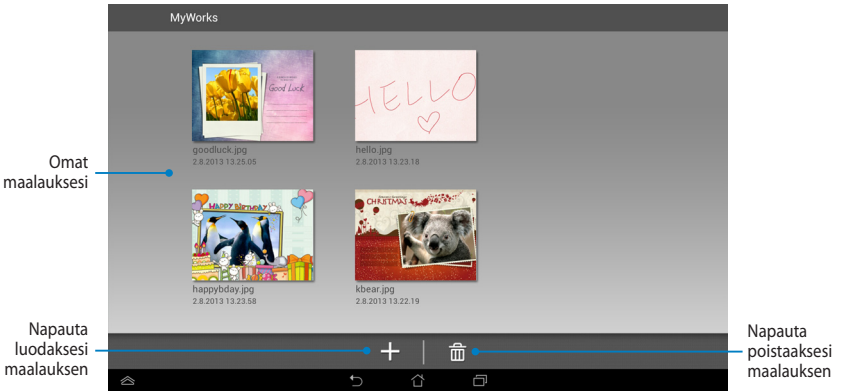 MyWorks
Good Luck
HELLO
goodluck.jpg
2.8.2013 13.25.05
hello.jpg
2.8.2013 13.23.18
Omat
maalauksesi
HAPPY BIRTHDAY
CHRISTMAS
happybday.jpg
2.8.2013 13.23.58
kbear.jpg
2.8.2013 13.22.19
Napauta
luodaksesi
maalauksen
Napauta
poistaaksesi
maalauksen